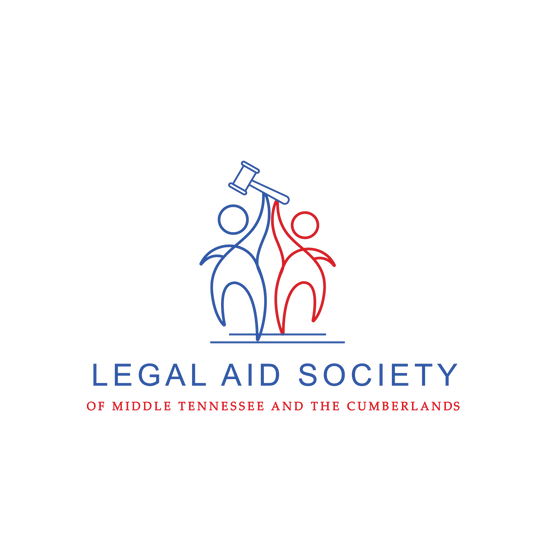 LEGAL AID SOCIETY
OF MIDDLE TENNESSEE AND THE CUMBERLANDS